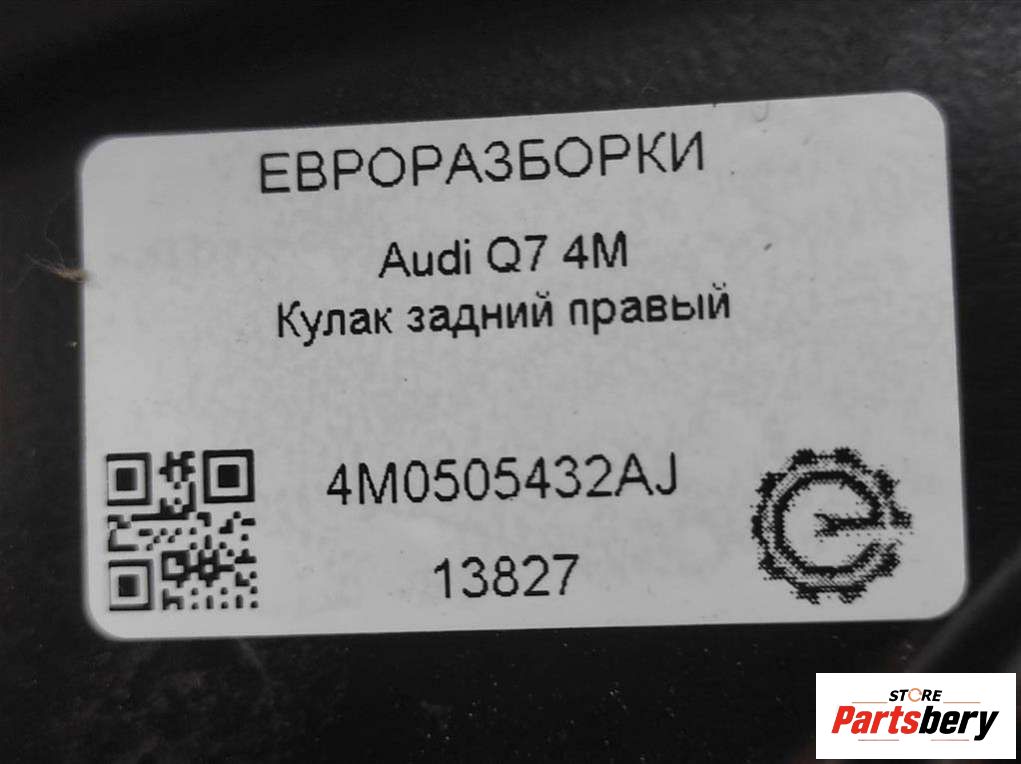 ЕВРОРАЗБОРКИ
Audi Q7 4M
Кулак задний правый
4M0505432AJ
13827
STORE
Partsbery